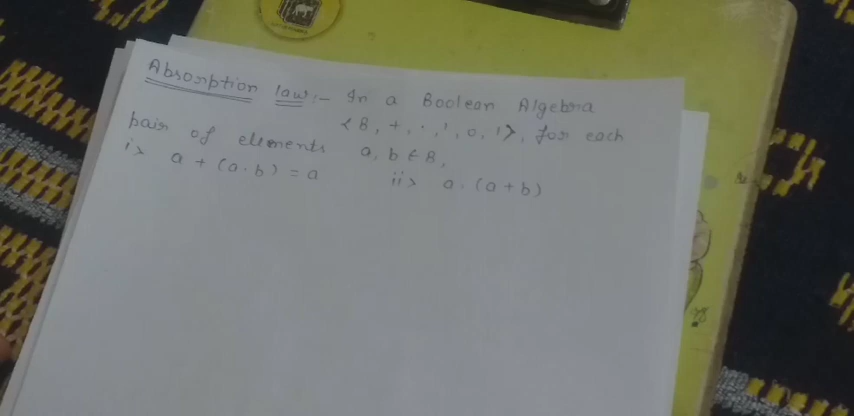 Absorption law:- In a Boolean Algebra
<B, +, ·, ', 0, 1>, for each
pair of elements a, b ∈ B,
i> a + (a·b) = a ii> a·(a+b)